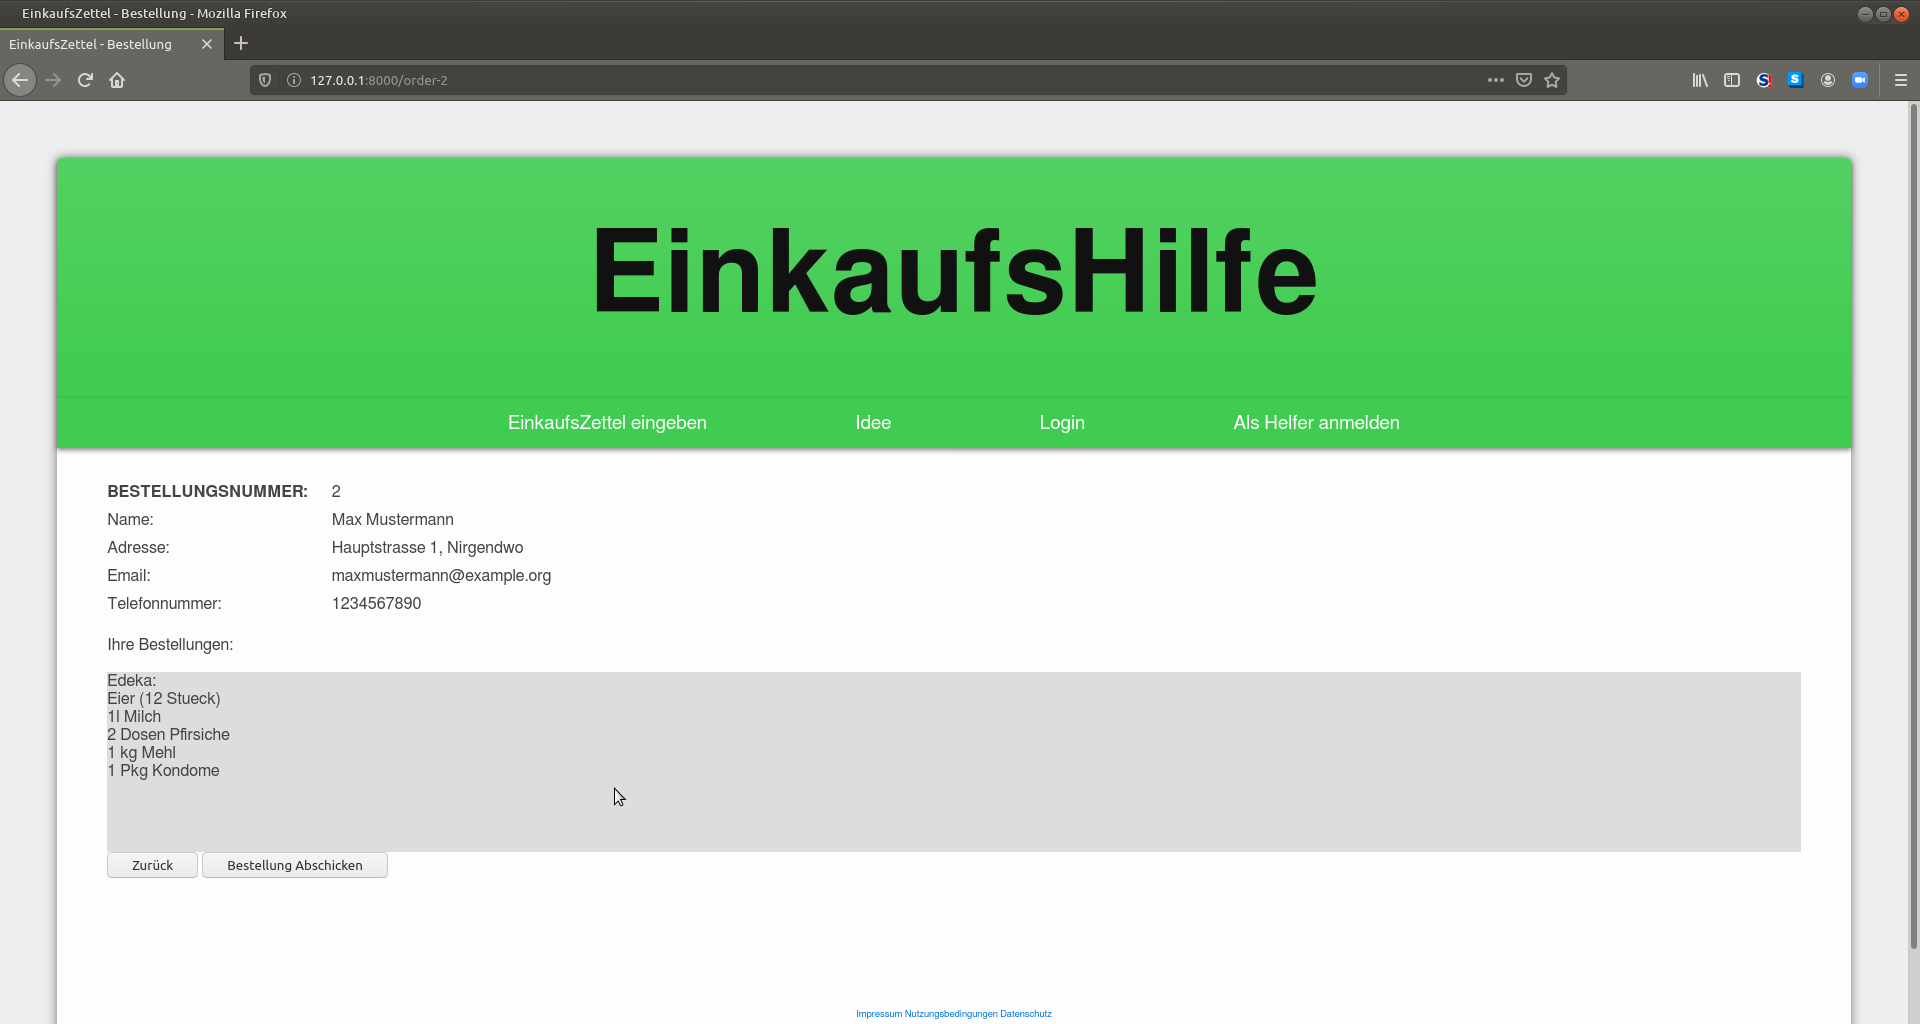 EinkaufsZettel - Bestellung - Mozilla Firefox
EinkaufsZettel - Bestellung
127.0.0.1:8000/order-2
EinkaufsHilfe
EinkaufsZettel eingeben Idee Login Als Helfer anmelden
BESTELLUNGSNUMMER: 2
Name: Max Mustermann
Adresse: Hauptstrasse 1, Nirgendwo
Email: maxmustermann@example.org
Telefonnummer: 1234567890
Ihre Bestellungen:
Edeka:
Eier (12 Stueck)
1l Milch
2 Dosen Pfirsiche
1 kg Mehl
1 Pkg Kondome
Zurück Bestellung Abschicken
Impressum Nutzungsbedingungen Datenschutz